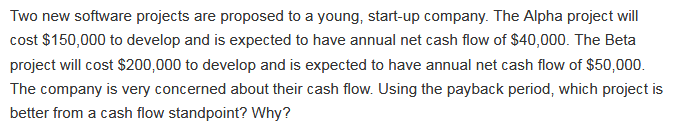 Two new software projects are proposed to a young, start-up company. The Alpha project will
cost $150,000 to develop and is expected to have annual net cash flow of $40,000. The Beta
project will cost $200,000 to develop and is expected to have annual net cash flow of $50,000.
The company is very concerned about their cash flow. Using the payback period, which project is
better from a cash flow standpoint? Why?